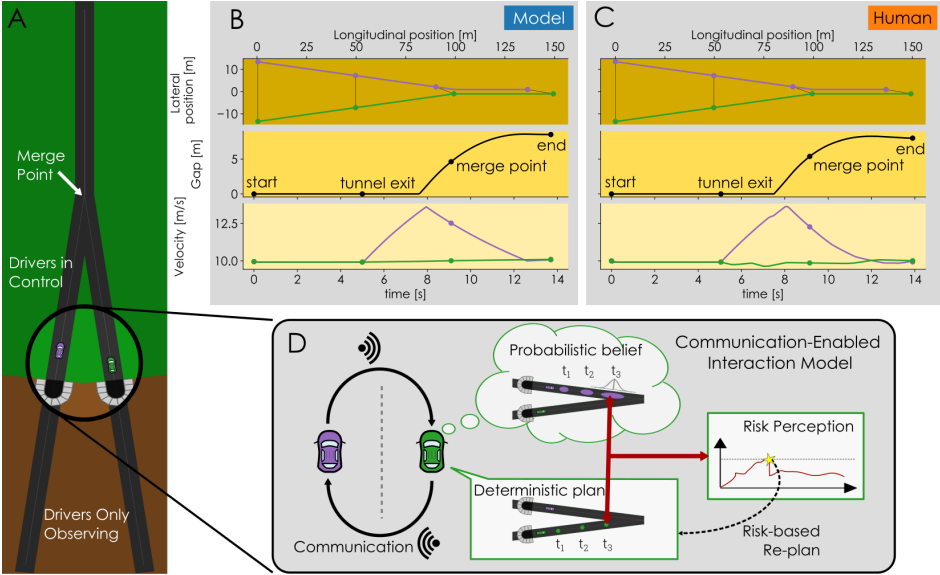 A
Merge
Point
Drivers in
Control
Drivers Only
Observing
B
Model
Longitudinal position [m]
0 25 50 75 100 125 150
Lateral
position [m]
10
0
−10
Gap [m]
5
0
start
tunnel exit
merge point
end
Velocity [m/s]
12.5
10.0
0 2 4 6 8 10 12 14
time [s]
C
Human
Longitudinal position [m]
0 25 50 75 100 125 150
start
tunnel exit
merge point
end
0 2 4 6 8 10 12 14
time [s]
D
Communication-Enabled
Interaction Model
Probabilistic belief
t1 t2 t3
Risk Perception
Deterministic plan
t1 t2 t3
Communication
Risk-based
Re-plan